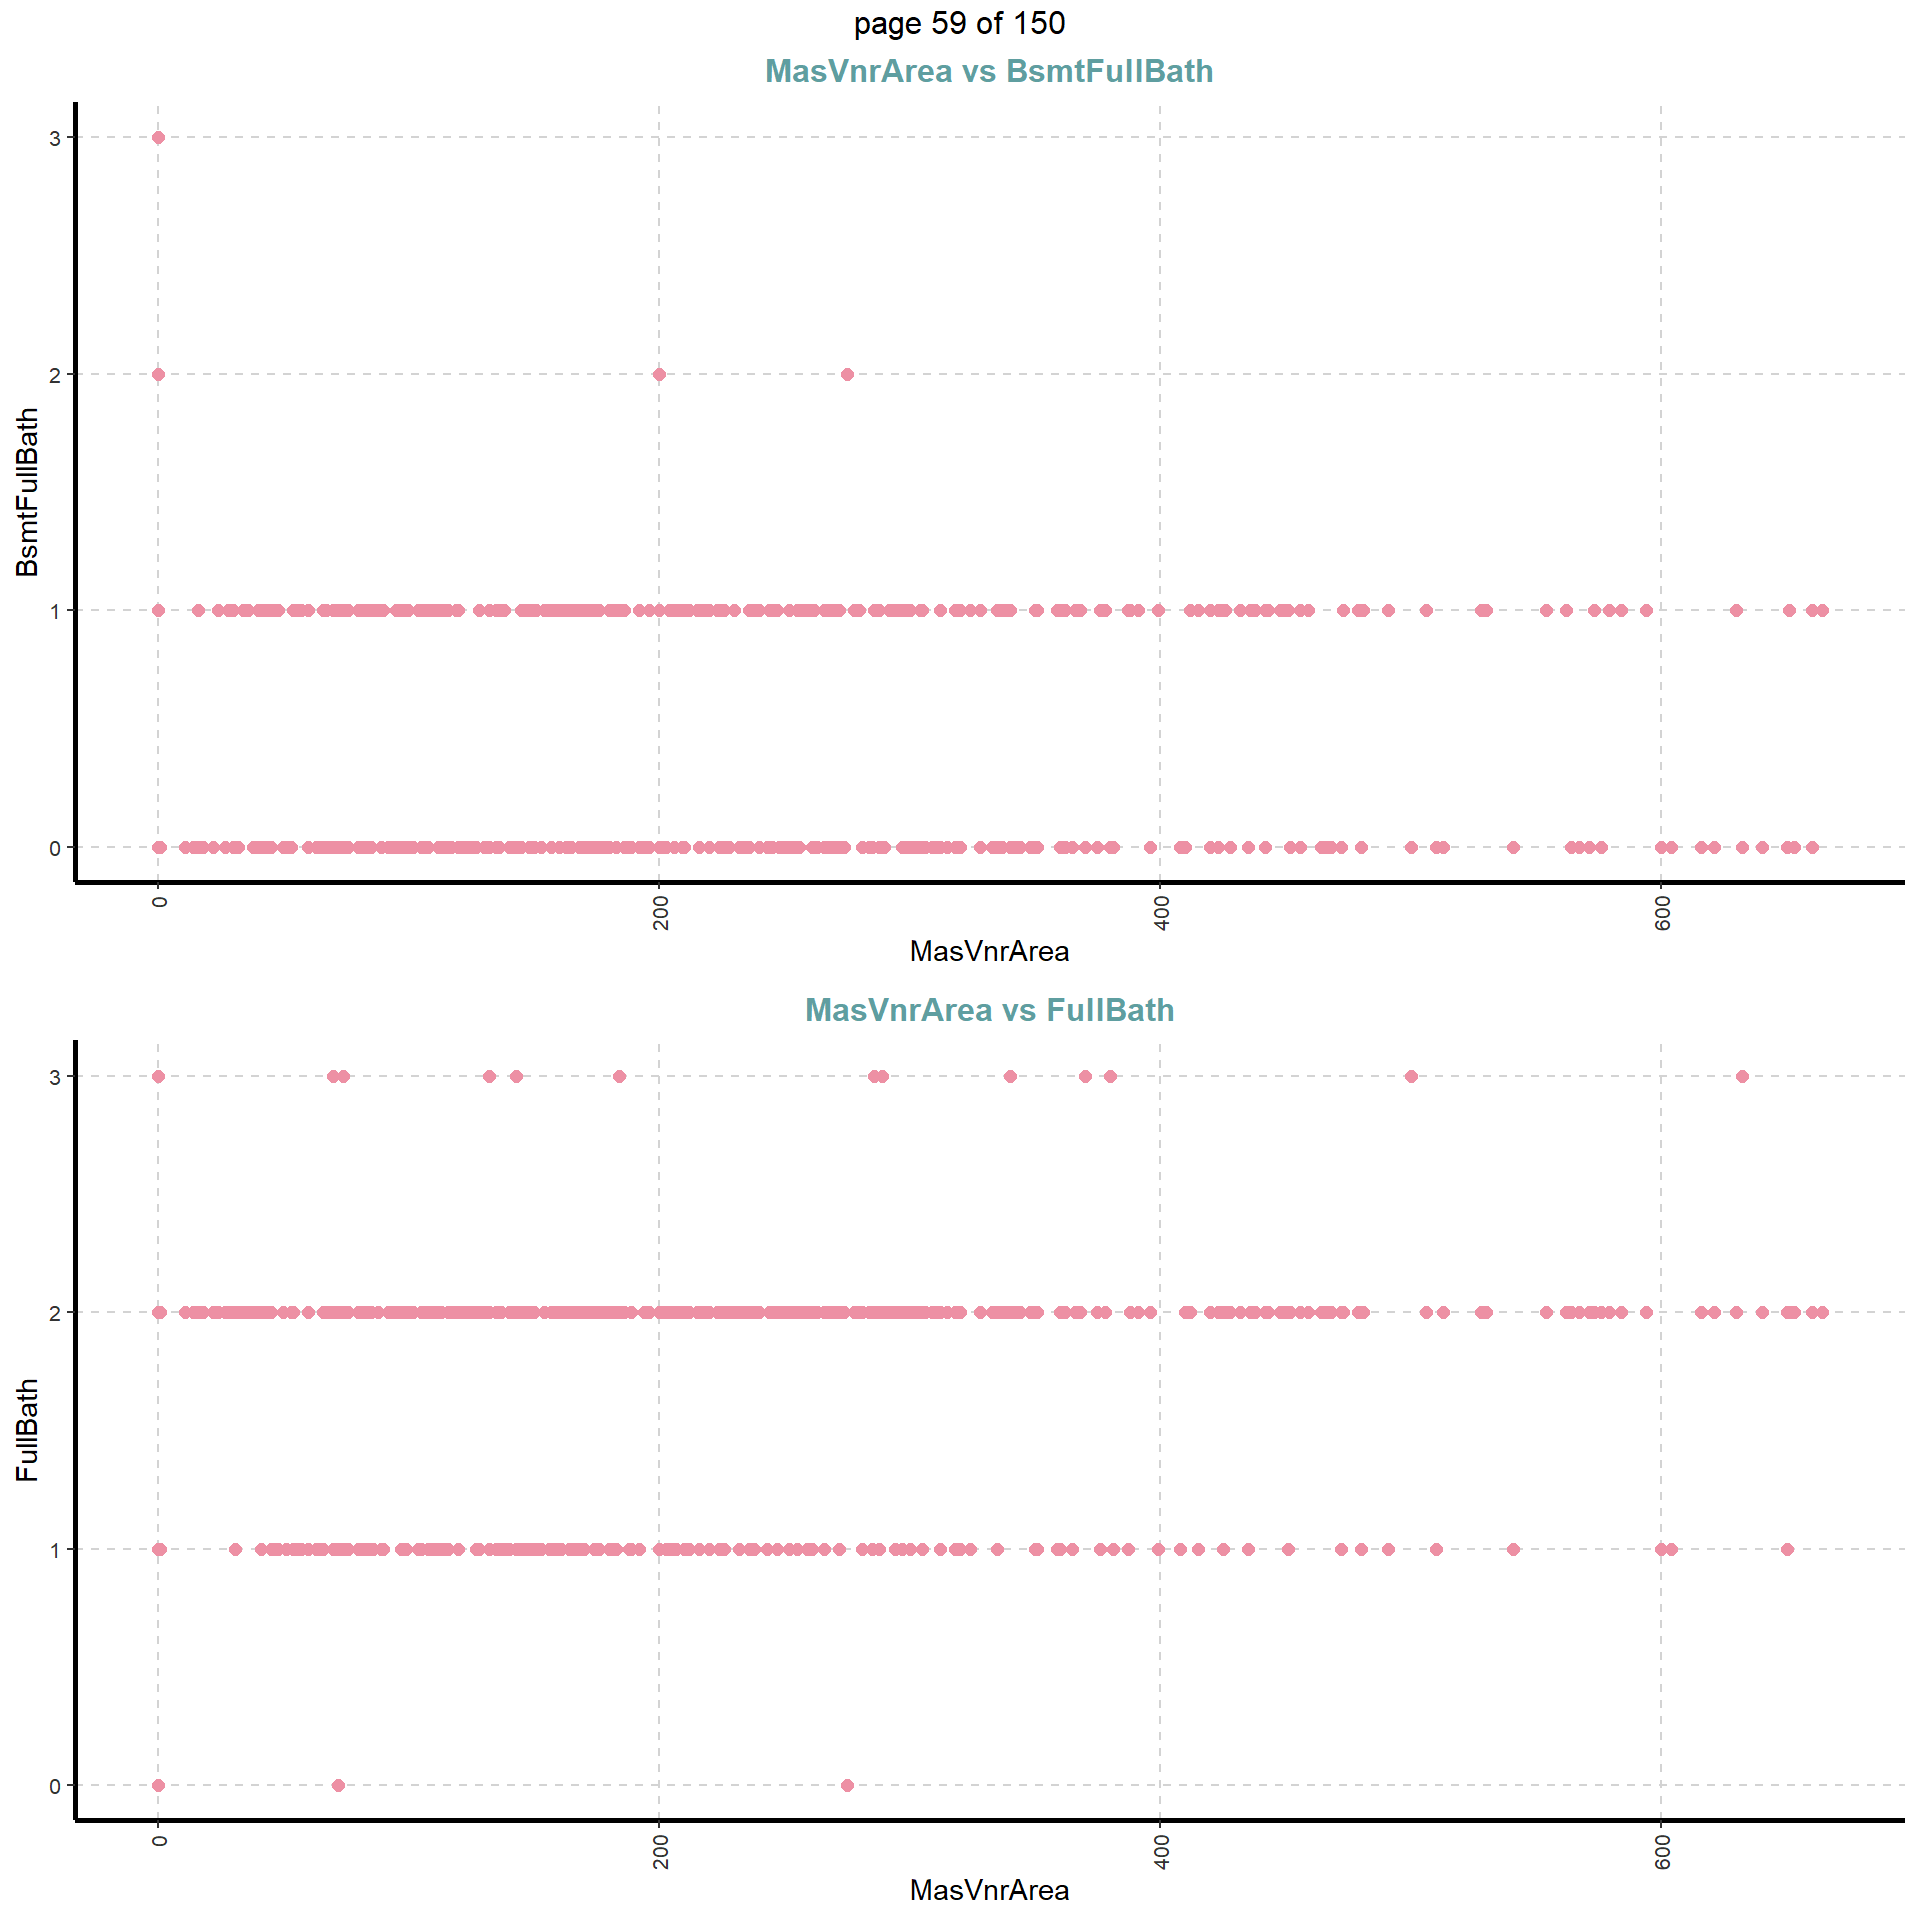 page 59 of 150
MasVnrArea vs BsmtFullBath
BsmtFullBath
3
2
1
0
0 200 400 600
MasVnrArea
MasVnrArea vs FullBath
FullBath
3
2
1
0
0 200 400 600
MasVnrArea